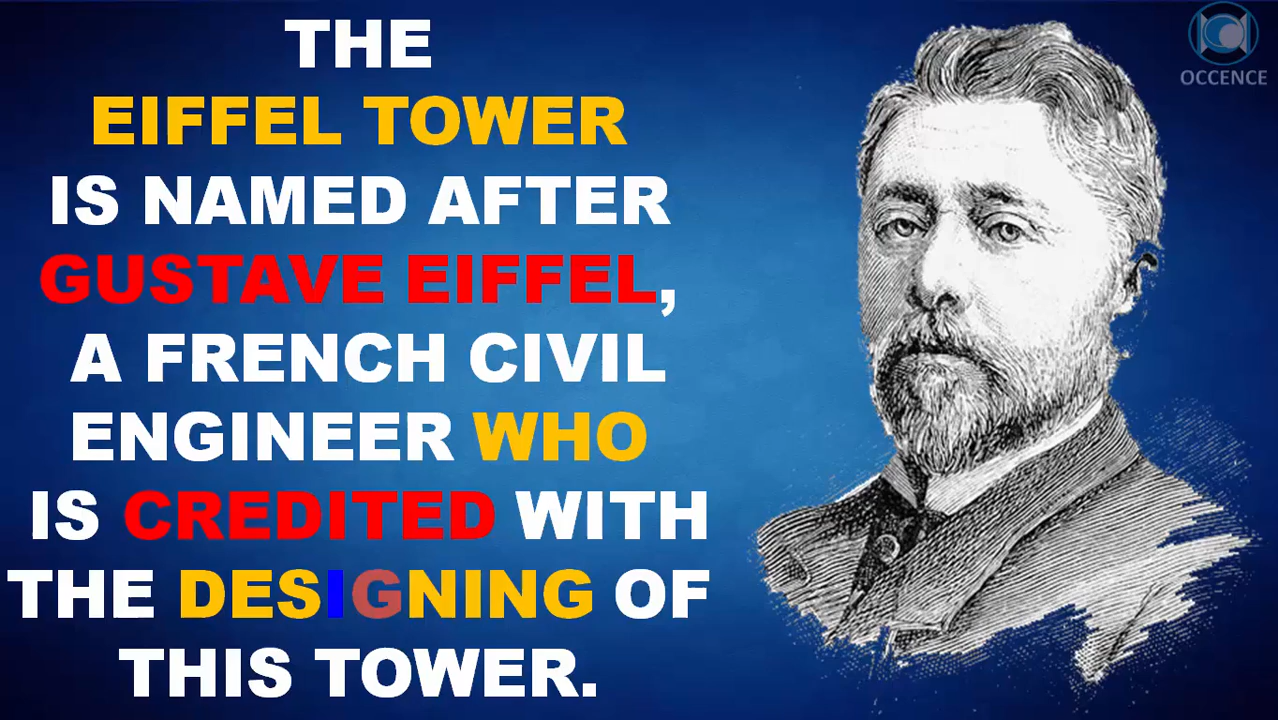 THE
EIFFEL TOWER
IS NAMED AFTER
GUSTAVE EIFFEL,
A FRENCH CIVIL
ENGINEER WHO
IS CREDITED WITH
THE DESIGNING OF
THIS TOWER.
OCCENCE